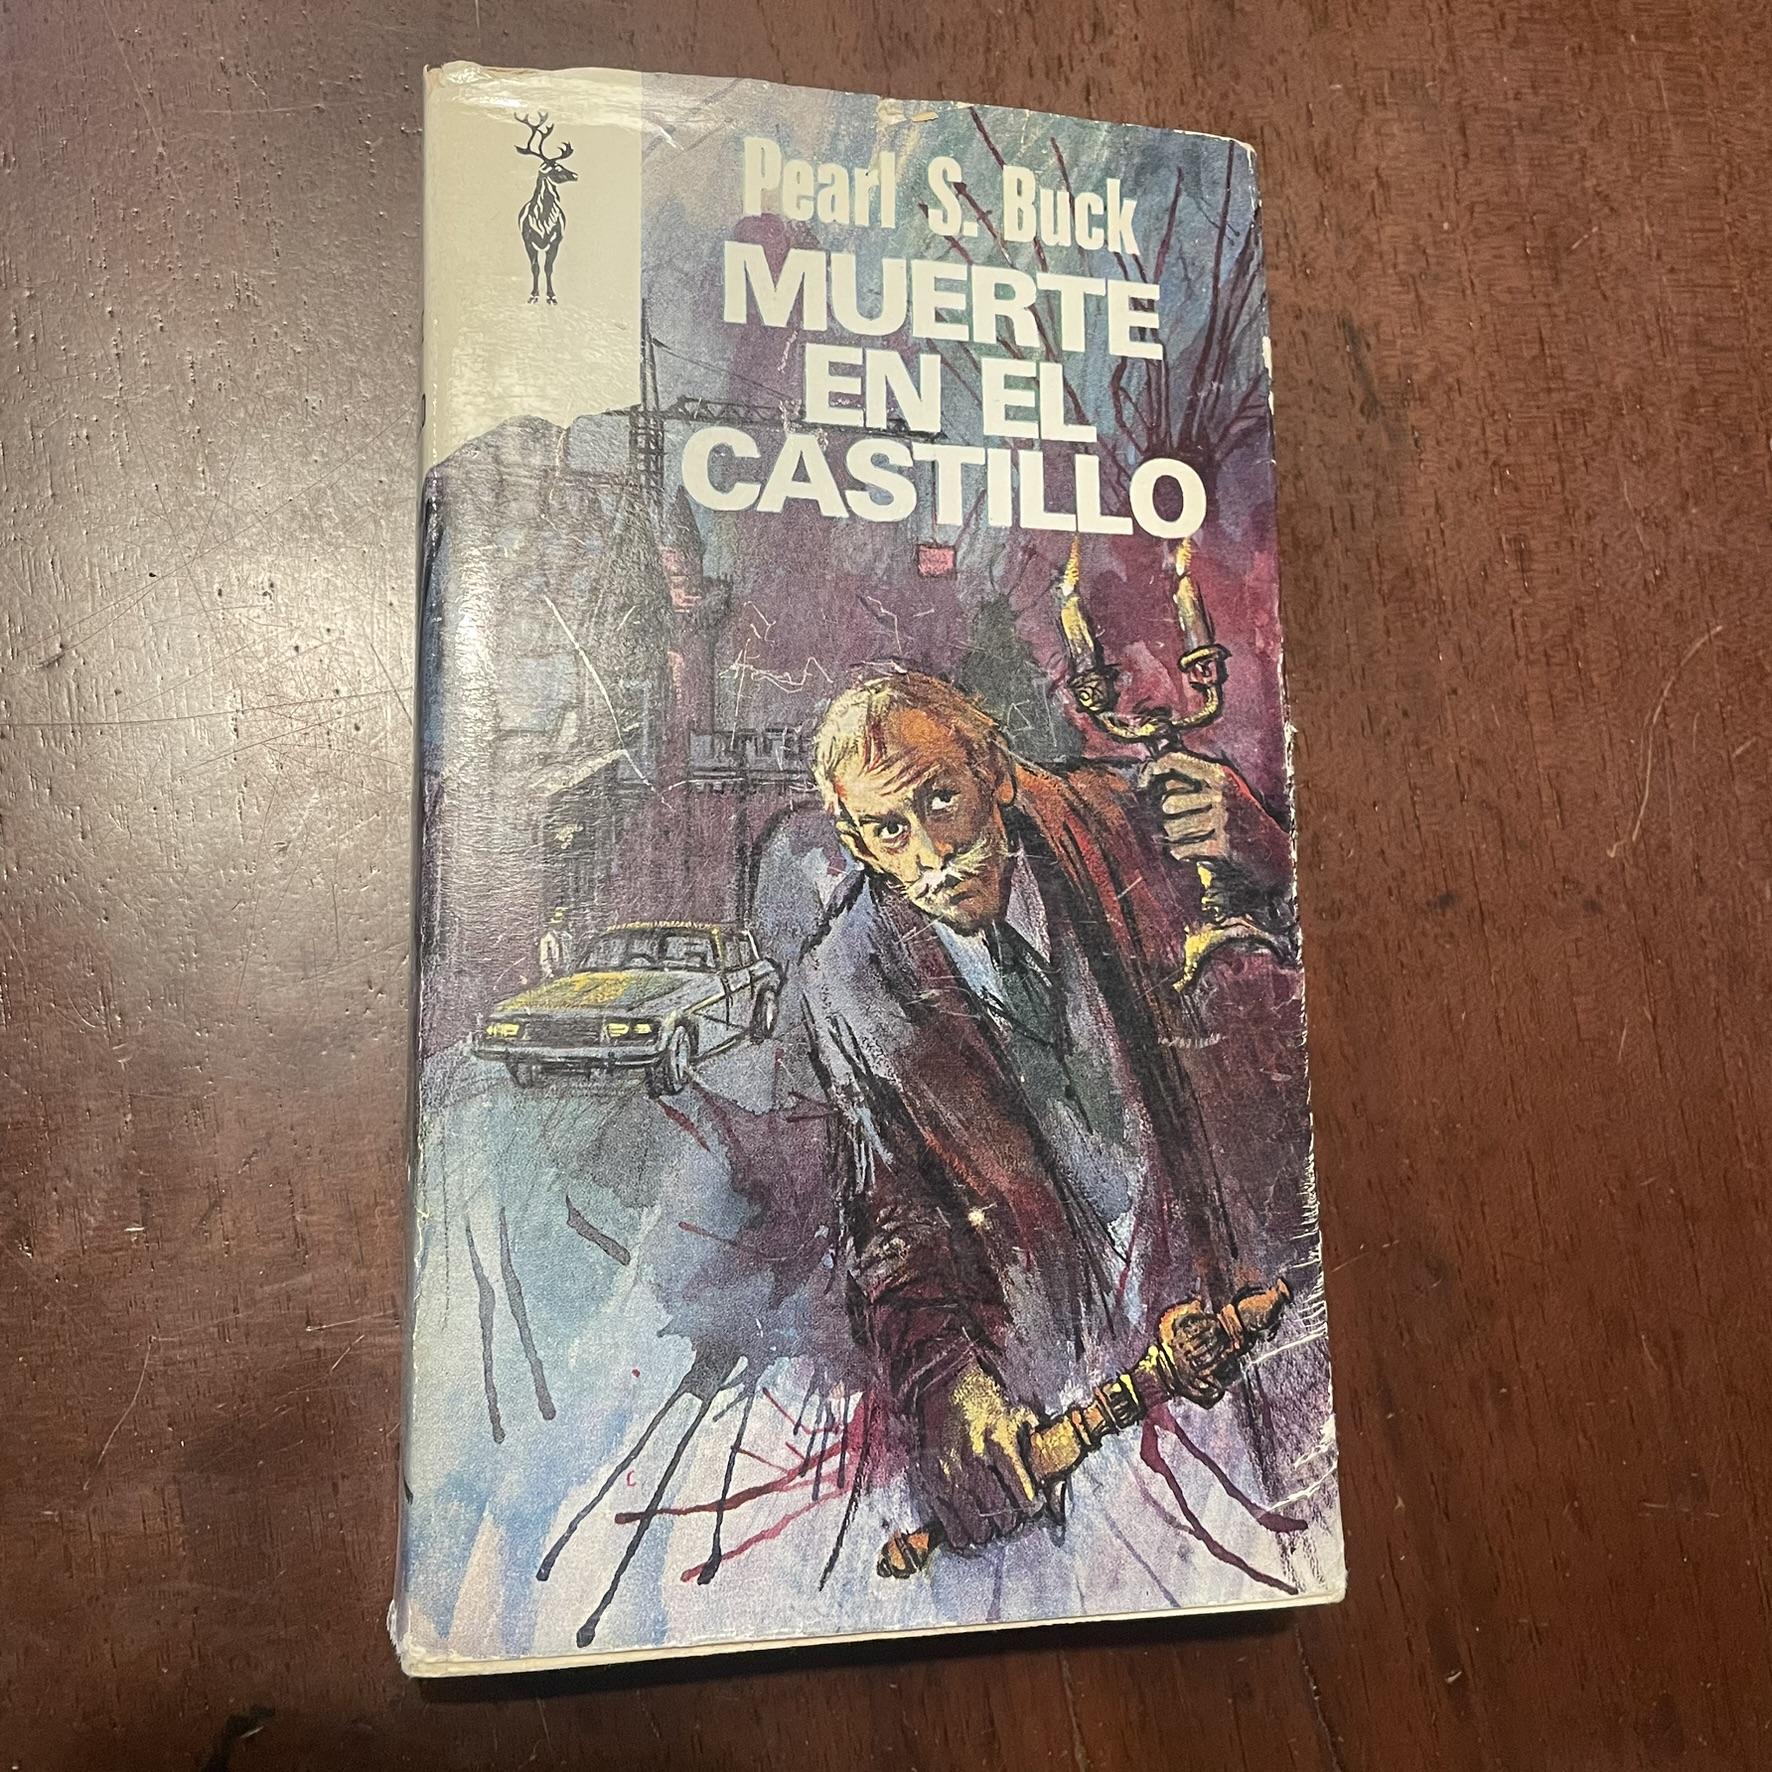 Pearl S. Buck
MUERTE
EN EL
CASTILLO